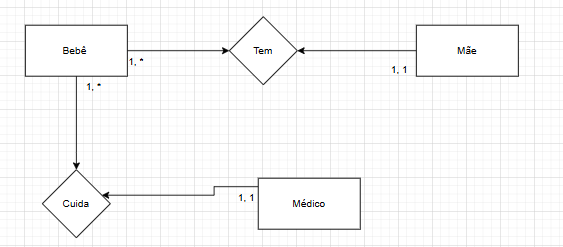 Bebê
Tem
Mãe
1, *
1, 1
1, *
Cuida
1, 1
Médico